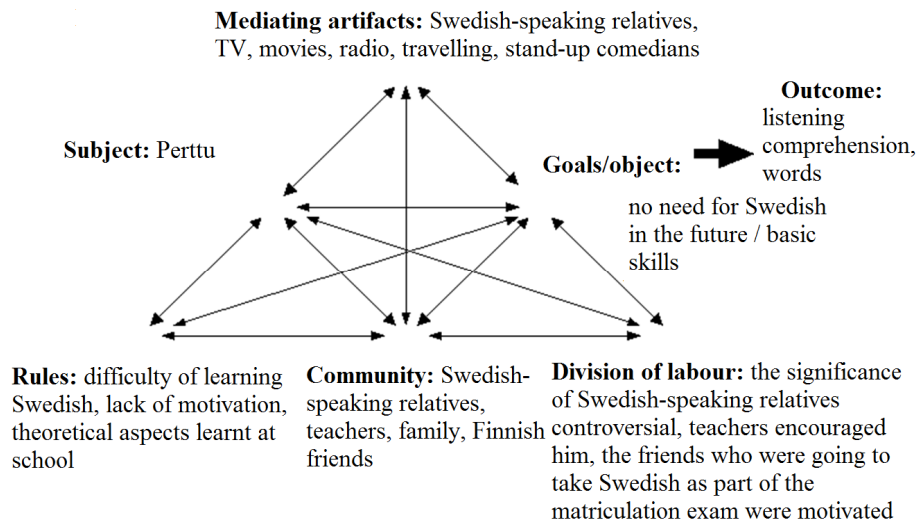 Mediating artifacts: Swedish-speaking relatives,
TV, movies, radio, travelling, stand-up comedians
Outcome:
listening
comprehension,
words
Subject: Perttu
Goals/object:
no need for Swedish
in the future / basic
skills
Rules: difficulty of learning
Swedish, lack of motivation,
theoretical aspects learnt at
school
Community: Swedish-
speaking relatives,
teachers, family, Finnish
friends
Division of labour: the significance
of Swedish-speaking relatives
controversial, teachers encouraged
him, the friends who were going to
take Swedish as part of the
matriculation exam were motivated